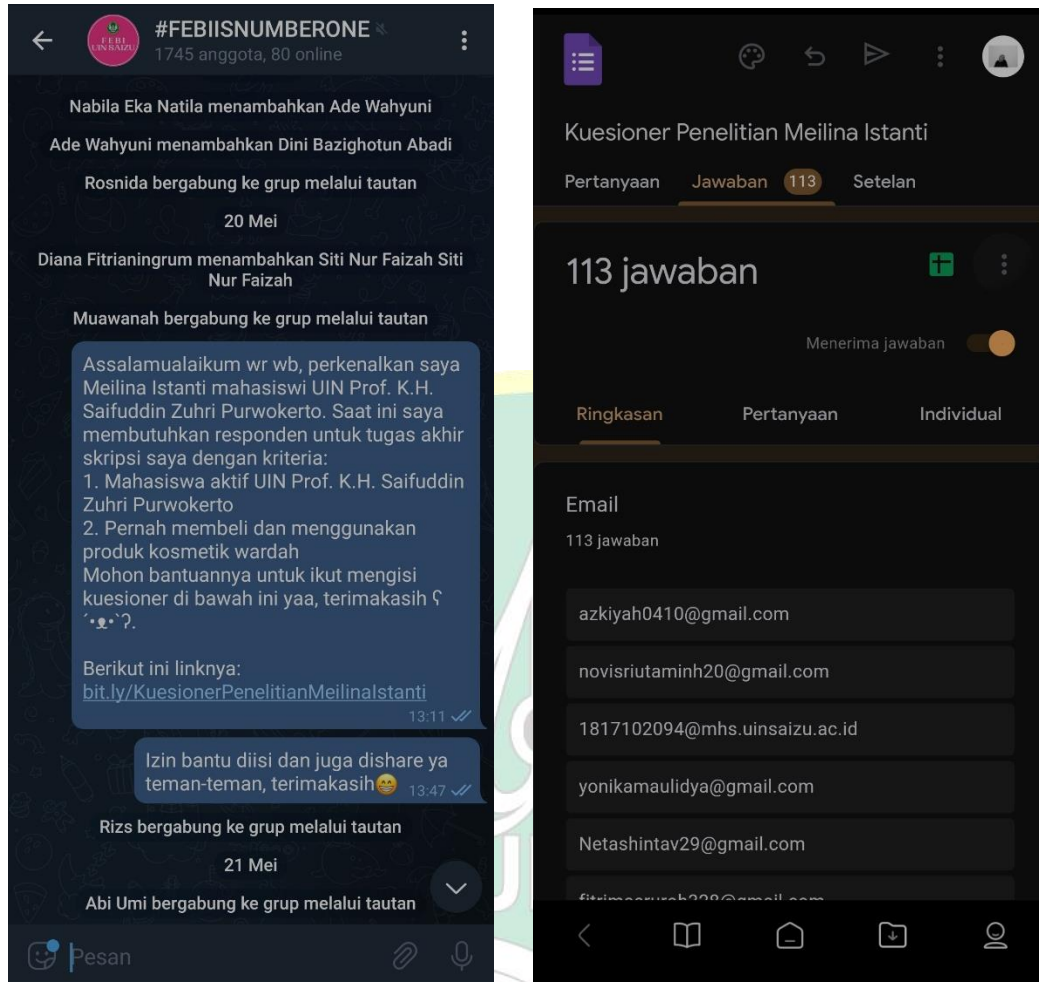 #FEBIISNUMBERONE
1745 anggota, 80 online
FEBI
UIN SAIZU
Nabila Eka Natila menambahkan Ade Wahyuni
Ade Wahyuni menambahkan Dini Bazighotun Abadi
Rosnida bergabung ke grup melalui tautan
20 Mei
Diana Fitrianingrum menambahkan Siti Nur Faizah Siti
Nur Faizah
Muawanah bergabung ke grup melalui tautan
Assalamualaikum wr wb, perkenalkan saya
Meilina Istanti mahasiswi UIN Prof. K.H.
Saifuddin Zuhri Purwokerto. Saat ini saya
membutuhkan responden untuk tugas akhir
skripsi saya dengan kriteria:
1. Mahasiswa aktif UIN Prof. K.H. Saifuddin
Zuhri Purwokerto
2. Pernah membeli dan menggunakan
produk kosmetik wardah
Mohon bantuannya untuk ikut mengisi
kuesioner di bawah ini yaa, terimakasih ʕ
´•ᴥ•`ʔ.
Berikut ini linknya:
bit.ly/KuesionerPenelitianMeilinaIstanti
13:11
Izin bantu diisi dan juga dishare ya
teman-teman, terimakasih😁 13:47
Rizs bergabung ke grup melalui tautan
21 Mei
Abi Umi bergabung ke grup melalui tautan
Pesan
Kuesioner Penelitian Meilina Istanti
Pertanyaan Jawaban 113 Setelan
113 jawaban
Menerima jawaban
Ringkasan Pertanyaan Individual
Email
113 jawaban
azkiyah0410@gmail.com
novisriutaminh20@gmail.com
1817102094@mhs.uinsaizu.ac.id
yonikamaulidya@gmail.com
Netashintav29@gmail.com